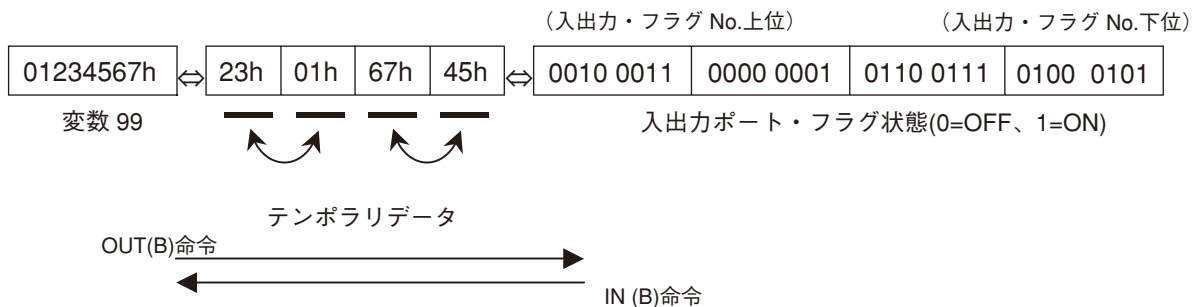 （入出力・フラグ No.上位） （入出力・フラグ No.下位）
01234567h ⇔ 23h 01h 67h 45h ⇔ 0010 0011 0000 0001 0110 0111 0100 0101
変数 99 入出力ポート・フラグ状態(0=OFF、1=ON)
テンポラリデータ
OUT(B)命令
IN (B)命令